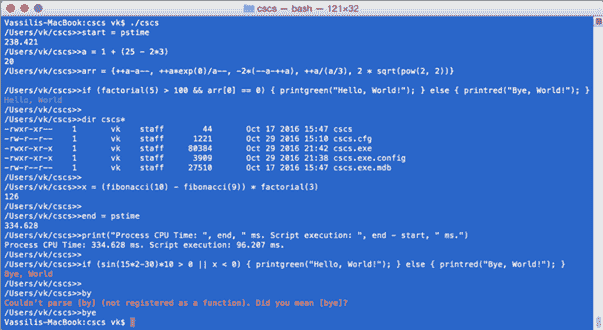 cscs — bash — 121×32
Vassilis-MacBook:cscs vk$ ./cscs
/Users/vk/cscs>>start = pstime
238.421
/Users/vk/cscs>>a = 1 + (25 - 2*3)
20
/Users/vk/cscs>>arr = {++a-a--, ++a*exp(0)/a--, -2*(--a-++a), ++a/(a/3), 2 * sqrt(pow(2, 2))}
/Users/vk/cscs>>if (factorial(5) > 100 && arr[0] == 0) { printgreen("Hello, World!"); } else { printred("Bye, World!"); }
Hello, World
/Users/vk/cscs>>
/Users/vk/cscs>>dir cscs*
-rwxr-xr-- 1 vk staff 44 Oct 17 2016 15:47 cscs
-rw-r--r-- 1 vk staff 1221 Oct 29 2016 15:10 cscs.cfg
-rwxr-xr-x 1 vk staff 80384 Oct 29 2016 21:42 cscs.exe
-rwxr-xr-x 1 vk staff 3909 Oct 29 2016 21:38 cscs.exe.config
-rw-r--r-- 1 vk staff 27510 Oct 17 2016 15:47 cscs.exe.mdb
/Users/vk/cscs>>
/Users/vk/cscs>>x = (fibonacci(10) - fibonacci(9)) * factorial(3)
126
/Users/vk/cscs>>
/Users/vk/cscs>>end = pstime
334.628
/Users/vk/cscs>>print("Process CPU Time: ", end, " ms. Script execution: ", end - start, " ms.")
Process CPU Time: 334.628 ms. Script execution: 96.207 ms.
/Users/vk/cscs>>
/Users/vk/cscs>>if (sin(15*2-30)*10 > 0 || x < 0) { printgreen("Hello, World!"); } else { printred("Bye, World!"); }
Bye, World
/Users/vk/cscs>>by
Couldn't parse [by] (not registered as a function). Did you mean [bye]?
/Users/vk/cscs>>bye
Vassilis-MacBook:cscs vk$